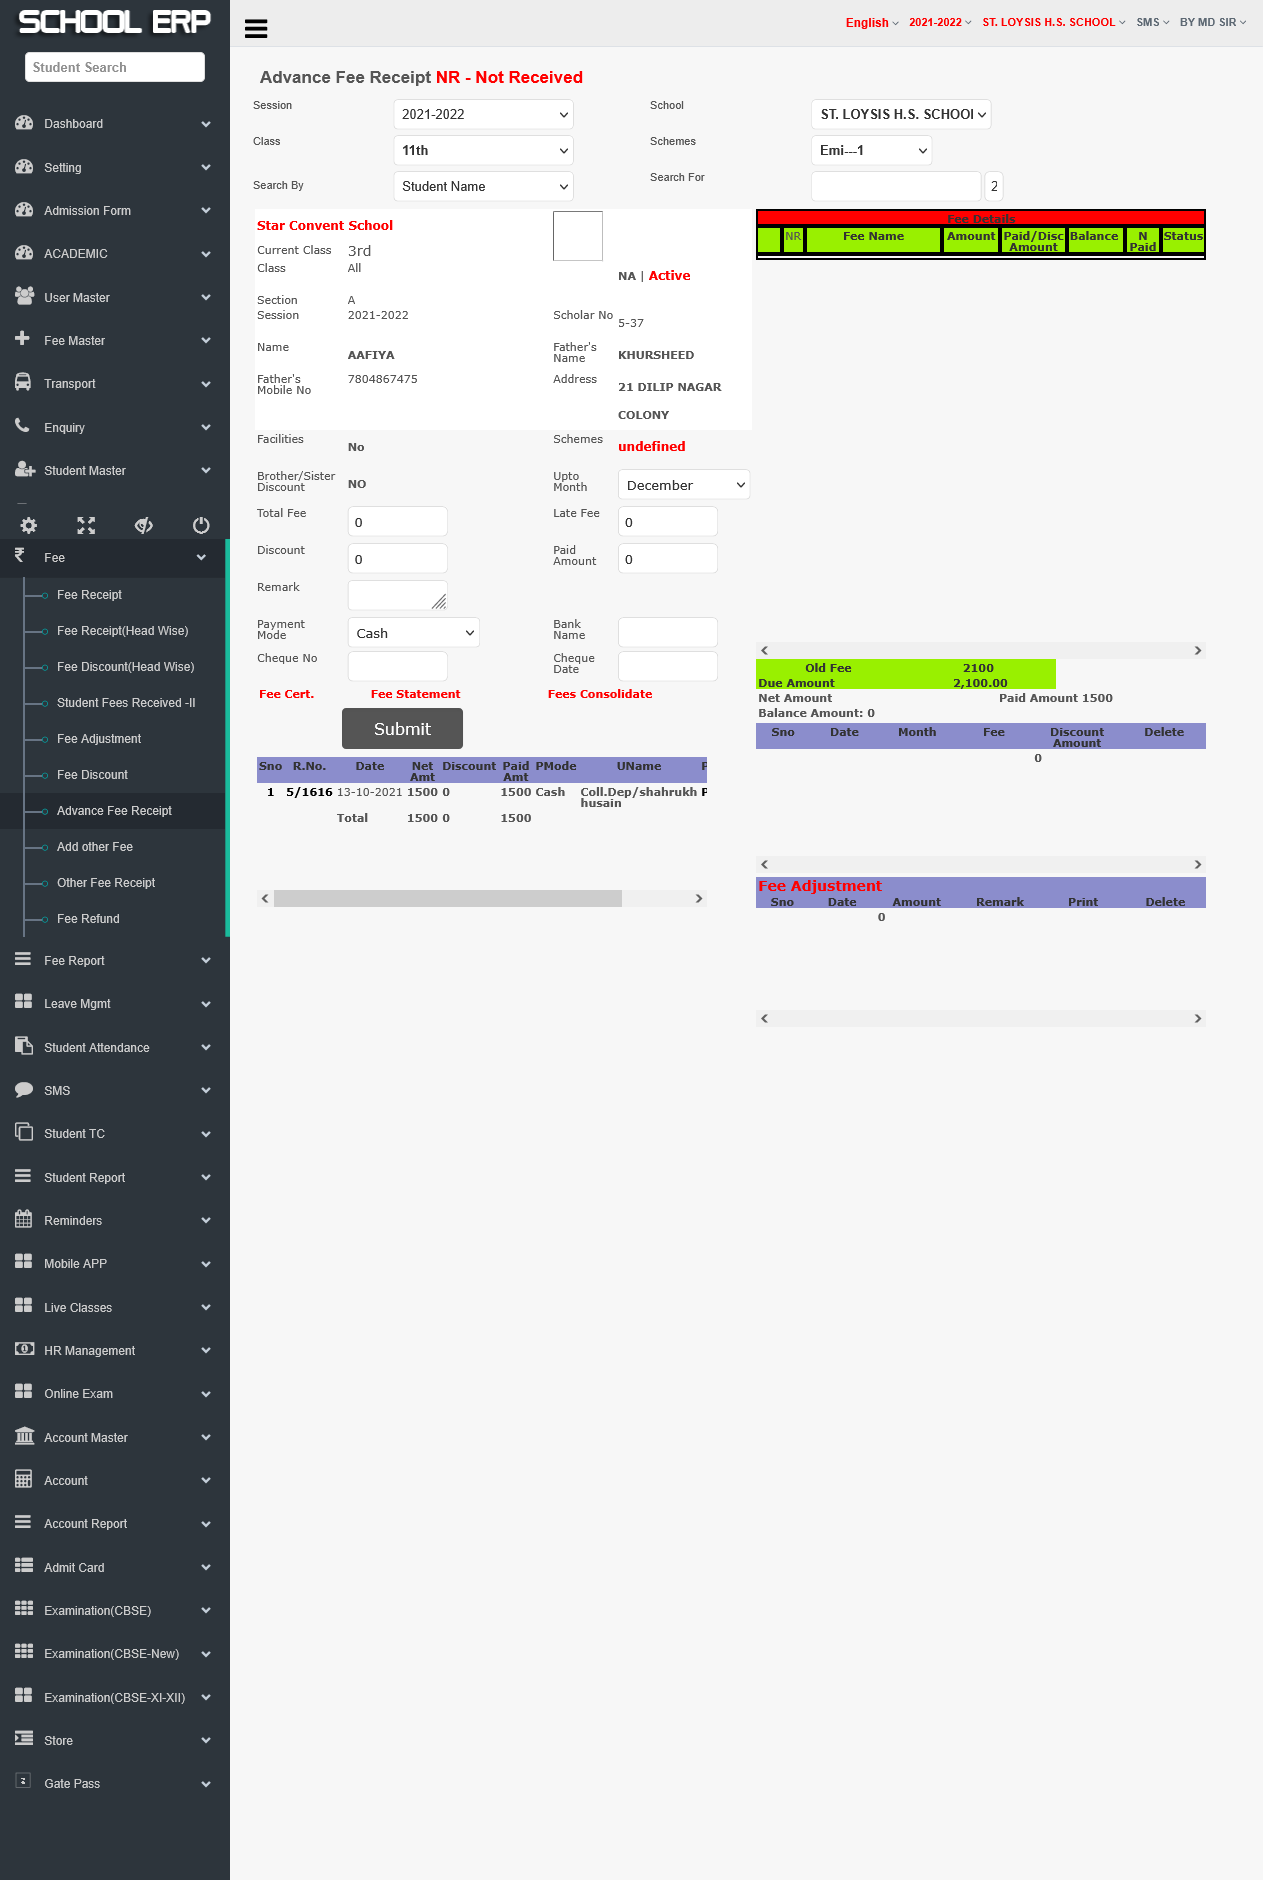 SCHOOL ERP
Student Search
Dashboard
Setting
Admission Form
ACADEMIC
User Master
Fee Master
Transport
Enquiry
Student Master
Fee
Fee Receipt
Fee Receipt(Head Wise)
Fee Discount(Head Wise)
Student Fees Received -II
Fee Adjustment
Fee Discount
Advance Fee Receipt
Add other Fee
Other Fee Receipt
Fee Refund
Fee Report
Leave Mgmt
Student Attendance
SMS
Student TC
Student Report
Reminders
Mobile APP
Live Classes
HR Management
Online Exam
Account Master
Account
Account Report
Admit Card
Examination(CBSE)
Examination(CBSE-New)
Examination(CBSE-XI-XII)
Store
Gate Pass
English 2021-2022 ST. LOYSIS H.S. SCHOOL SMS BY MD SIR
Advance Fee Receipt NR - Not Received
Session 2021-2022 School ST. LOYSIS H.S. SCHOOL
Class 11th Schemes Emi---1
Search By Student Name Search For 2
Star Convent School
Current Class 3rd
Class All
NA | Active
Section A
Session 2021-2022 Scholar No 5-37
Name AAFIYA Father's Name KHURSHEED
Father's Mobile No 7804867475 Address 21 DILIP NAGAR
COLONY
Facilities No Schemes undefined
Brother/Sister Discount NO Upto Month December
Total Fee 0 Late Fee 0
Discount 0 Paid Amount 0
Remark
Payment Mode Cash Bank Name
Cheque No Cheque Date
Fee Cert. Fee Statement Fees Consolidate
Submit
Sno R.No. Date Net Amt Discount Paid Amt PMode UName P
1 5/1616 13-10-2021 1500 0 1500 Cash Coll.Dep/shahrukh husain P
Total 1500 0 1500
Fee Details
NR Fee Name Amount Paid/Disc Amount Balance N Paid Status
Old Fee 2100
Due Amount 2,100.00
Net Amount Paid Amount 1500
Balance Amount: 0
Sno Date Month Fee Discount Amount Delete
0
Fee Adjustment
Sno Date Amount Remark Print Delete
0